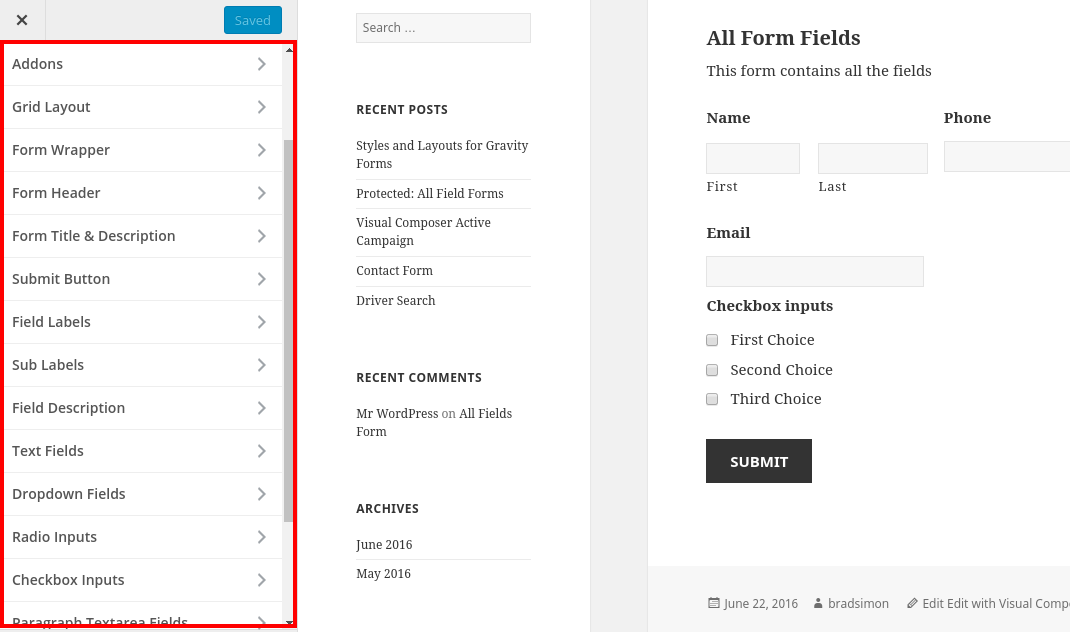 Saved
Addons
Grid Layout
Form Wrapper
Form Header
Form Title & Description
Submit Button
Field Labels
Sub Labels
Field Description
Text Fields
Dropdown Fields
Radio Inputs
Checkbox Inputs
Paragraph Textarea Fields
Search …
RECENT POSTS
Styles and Layouts for Gravity
Forms
Protected: All Field Forms
Visual Composer Active
Campaign
Contact Form
Driver Search
RECENT COMMENTS
Mr WordPress on All Fields
Form
ARCHIVES
June 2016
May 2016
All Form Fields
This form contains all the fields
Name
Phone
First
Last
Email
Checkbox inputs
First Choice
Second Choice
Third Choice
SUBMIT
June 22, 2016 bradsimon Edit Edit with Visual Comp